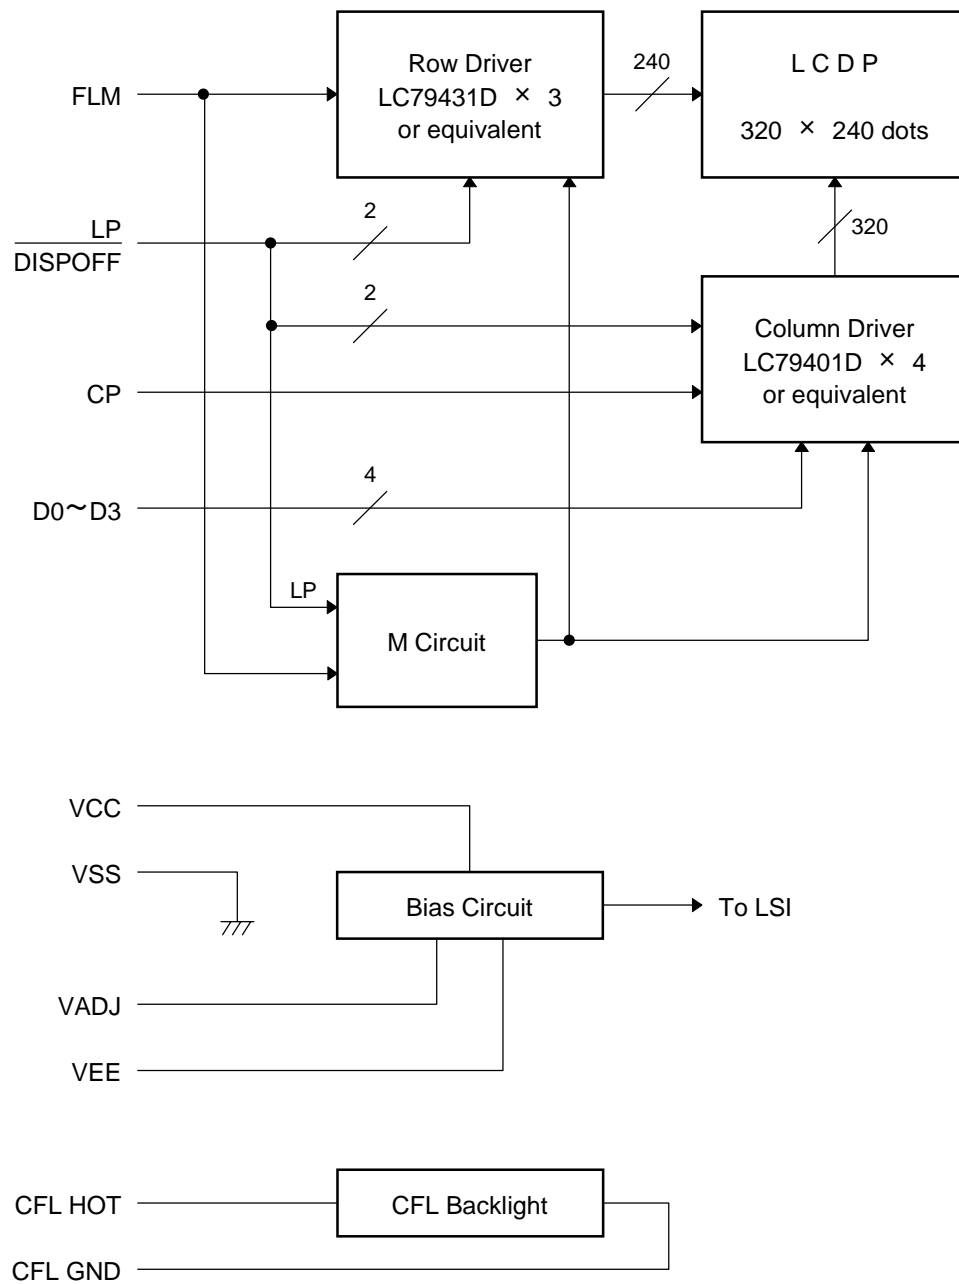 FLM
Row Driver
LC79431D × 3
or equivalent
240
L C D P
320 × 240 dots
LP
DISPOFF
2
320
2
Column Driver
LC79401D × 4
or equivalent
CP
4
D0～D3
LP
M Circuit
VCC
VSS
Bias Circuit
To LSI
VADJ
VEE
CFL HOT
CFL Backlight
CFL GND